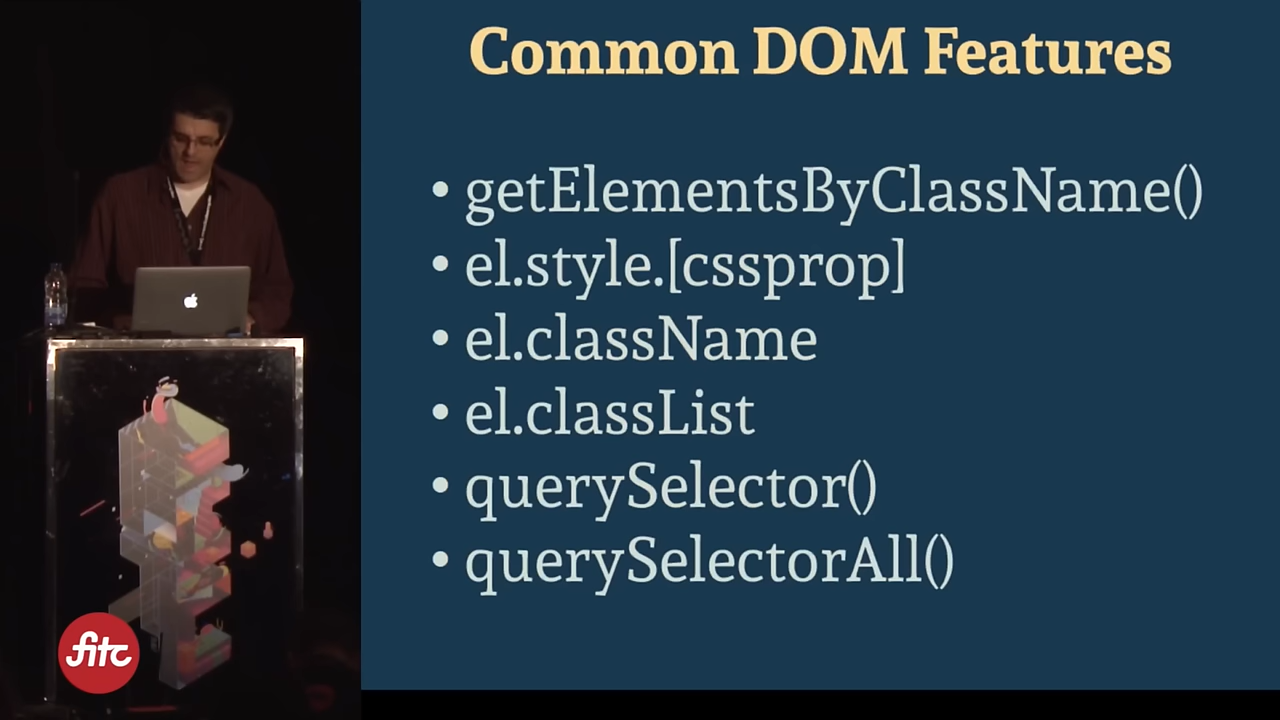 Common DOM Features
• getElementsByClassName()
• el.style.[cssprop]
• el.className
• el.classList
• querySelector()
• querySelectorAll()
fitc